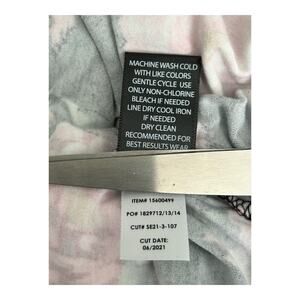 MACHINE WASH COLD
WITH LIKE COLORS
GENTLE CYCLE USE
ONLY NON-CHLORINE
BLEACH IF NEEDED
LINE DRY COOL IRON
IF NEEDED
DRY CLEAN
RECOMMENDED FOR
BEST RESULTS WEAR
ITEM# 15600499
PO# 1829712/13/14
CUT# SE21-3-107
CUT DATE:
06/2021